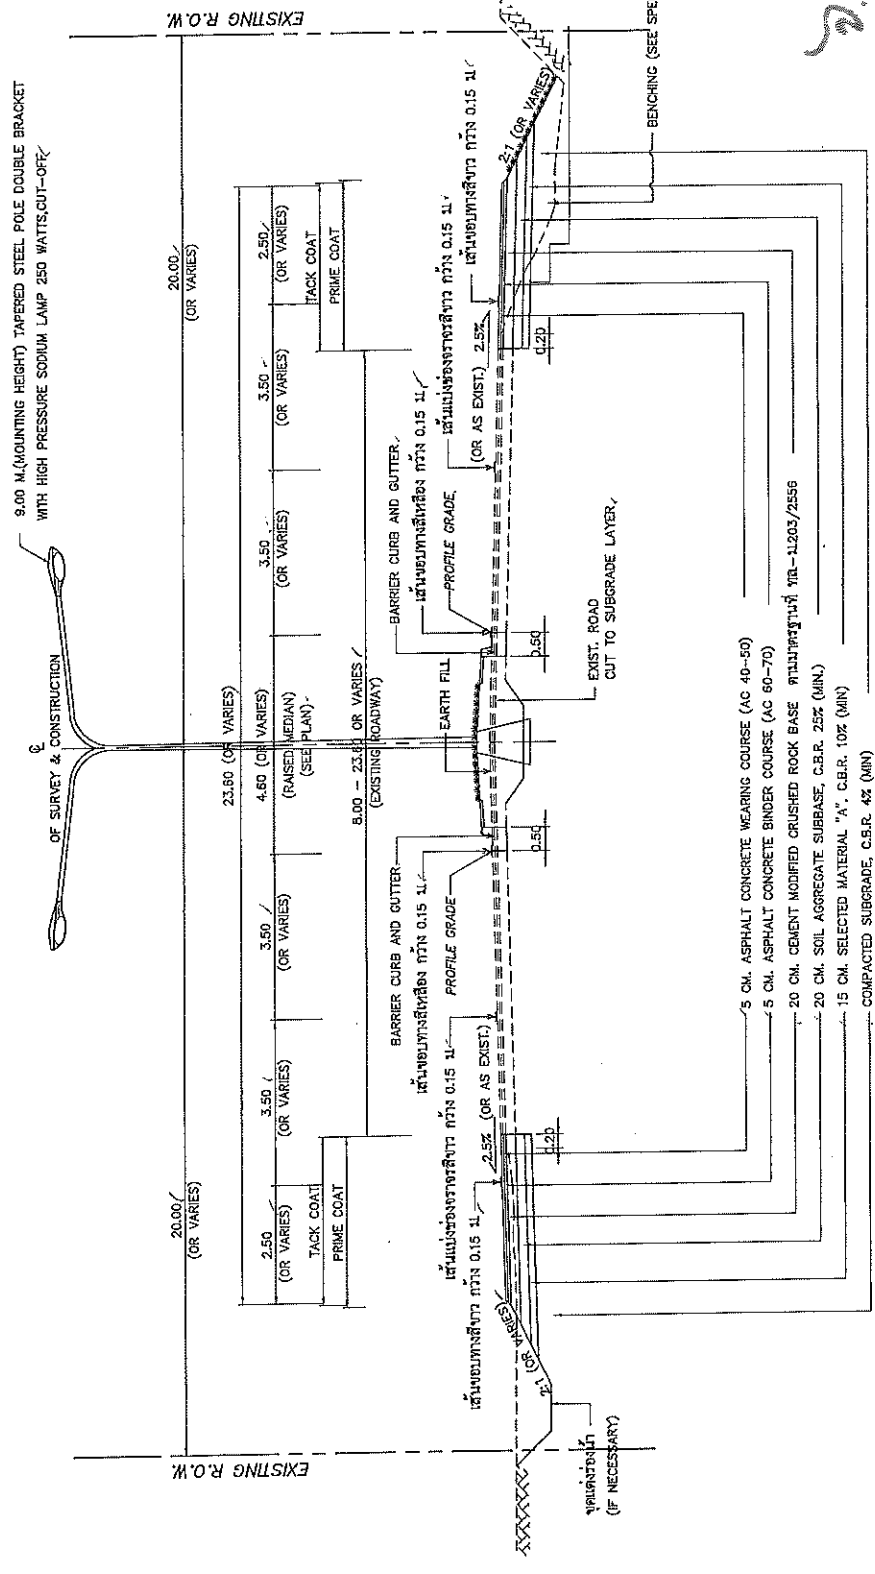 9.00 M.(MOUNTING HEIGHT) TAPERED STEEL POLE DOUBLE BRACKET
WITH HIGH PRESSURE SODIUM LAMP 250 WATTS,CUT-OFF
℄
OF SURVEY & CONSTRUCTION
EXISTING R.O.W.
EXISTING R.O.W.
20.00
(OR VARIES)
20.00
(OR VARIES)
23.60 (OR VARIES)
2.50
(OR VARIES)
3.50
(OR VARIES)
3.50
(OR VARIES)
4.60 (OR VARIES)
(RAISED MEDIAN)
(SEE PLAN)
3.50
(OR VARIES)
3.50
(OR VARIES)
2.50
(OR VARIES)
TACK COAT
PRIME COAT
TACK COAT
PRIME COAT
8.00 - 23.60 OR VARIES
(EXISTING ROADWAY)
BARRIER CURB AND GUTTER
เส้นขอบทางสีเหลือง กว้าง 0.15 ม.
PROFILE GRADE
EARTH FILL
BARRIER CURB AND GUTTER
เส้นขอบทางสีเหลือง กว้าง 0.15 ม.
PROFILE GRADE
เส้นแบ่งช่องจราจรสีขาว กว้าง 0.15 ม.
เส้นขอบทางสีขาว กว้าง 0.15 ม.
2.5% (OR AS EXIST.)
เส้นแบ่งช่องจราจรสีขาว กว้าง 0.15 ม.
เส้นขอบทางสีขาว กว้าง 0.15 ม.
(OR AS EXIST.) 2.5%
2:1 (OR VARIES)
2:1 (OR VARIES)
0.20
0.50
0.50
0.20
EXIST. ROAD
CUT TO SUBGRADE LAYER
BENCHING (SEE SPE
ขุดแต่งร่องน้ำ
(IF NECESSARY)
5 CM. ASPHALT CONCRETE WEARING COURSE (AC 40-50)
5 CM. ASPHALT CONCRETE BINDER COURSE (AC 60-70)
20 CM. CEMENT MODIFIED CRUSHED ROCK BASE ตามมาตรฐานที่ ทล-ม203/2556
20 CM. SOIL AGGREGATE SUBBASE, C.B.R. 25% (MIN.)
15 CM. SELECTED MATERIAL "A", C.B.R. 10% (MIN)
COMPACTED SUBGRADE, C.B.R. 4% (MIN)